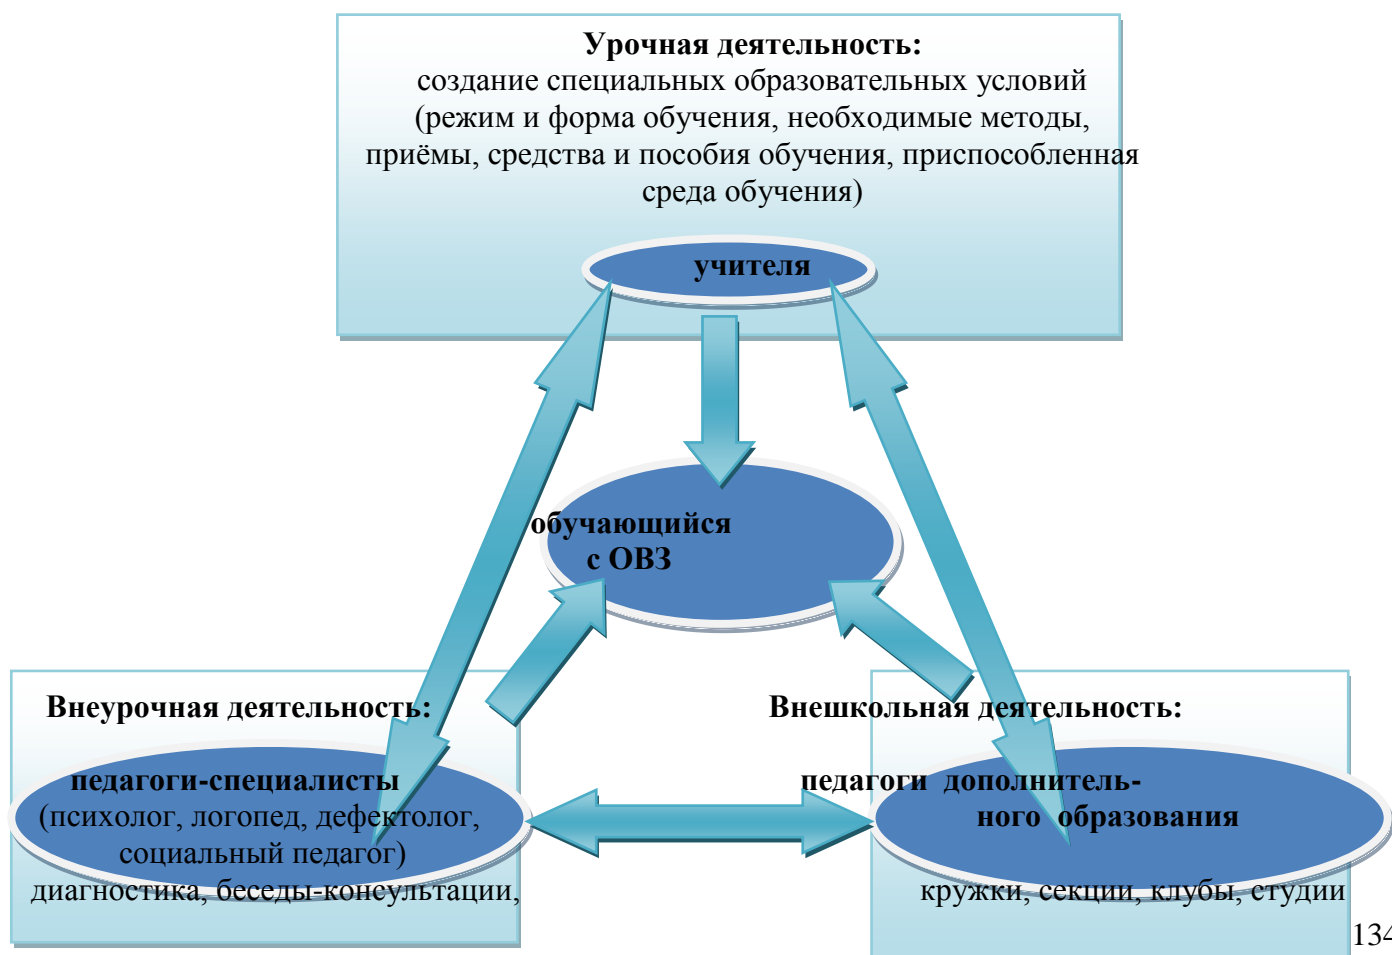 Урочная деятельность:
создание специальных образовательных условий
(режим и форма обучения, необходимые методы,
приёмы, средства и пособия обучения, приспособленная
среда обучения)
учителя
обучающийся
с ОВЗ
Внеурочная деятельность:
педагоги-специалисты
(психолог, логопед, дефектолог,
социальный педагог)
диагностика, беседы-консультации,
Внешкольная деятельность:
педагоги дополнитель-
ного образования
кружки, секции, клубы, студии
134